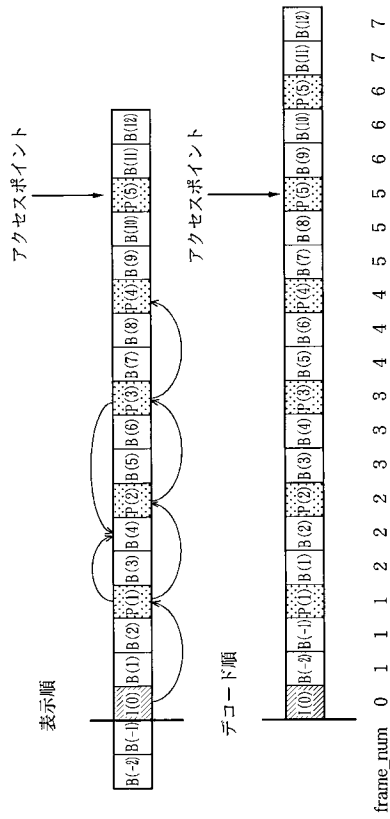 アクセスポイント
表示順
B(-2) B(-1) I(0) B(1) B(2) P(1) B(3) B(4) P(2) B(5) B(6) P(3) B(7) B(8) P(4) B(9) B(10) P(5) B(11) B(12)
アクセスポイント
デコード順
I(0) B(-2) B(-1) P(1) B(1) B(2) P(2) B(3) B(4) P(3) B(5) B(6) P(4) B(7) B(8) P(5) B(9) B(10) P(5) B(11) B(12)
frame_num 0 1 1 1 2 2 2 3 3 3 4 4 4 5 5 5 6 6 6 7 7